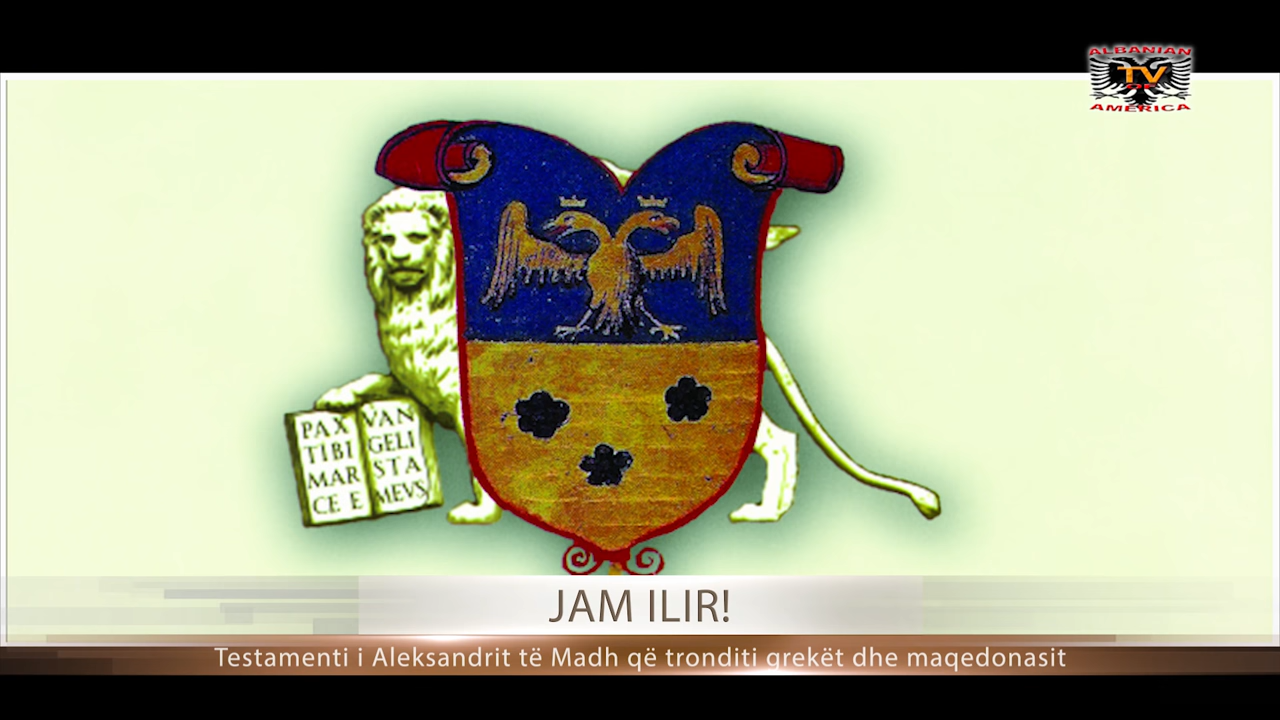 ALBANIAN
TV
OF
AMERICA
PAX
TIBI
MAR
CE E
VAN
GELI
STA
MEVS
JAM ILIR!
Testamenti i Aleksandrit të Madh që tronditi grekët dhe maqedonasit